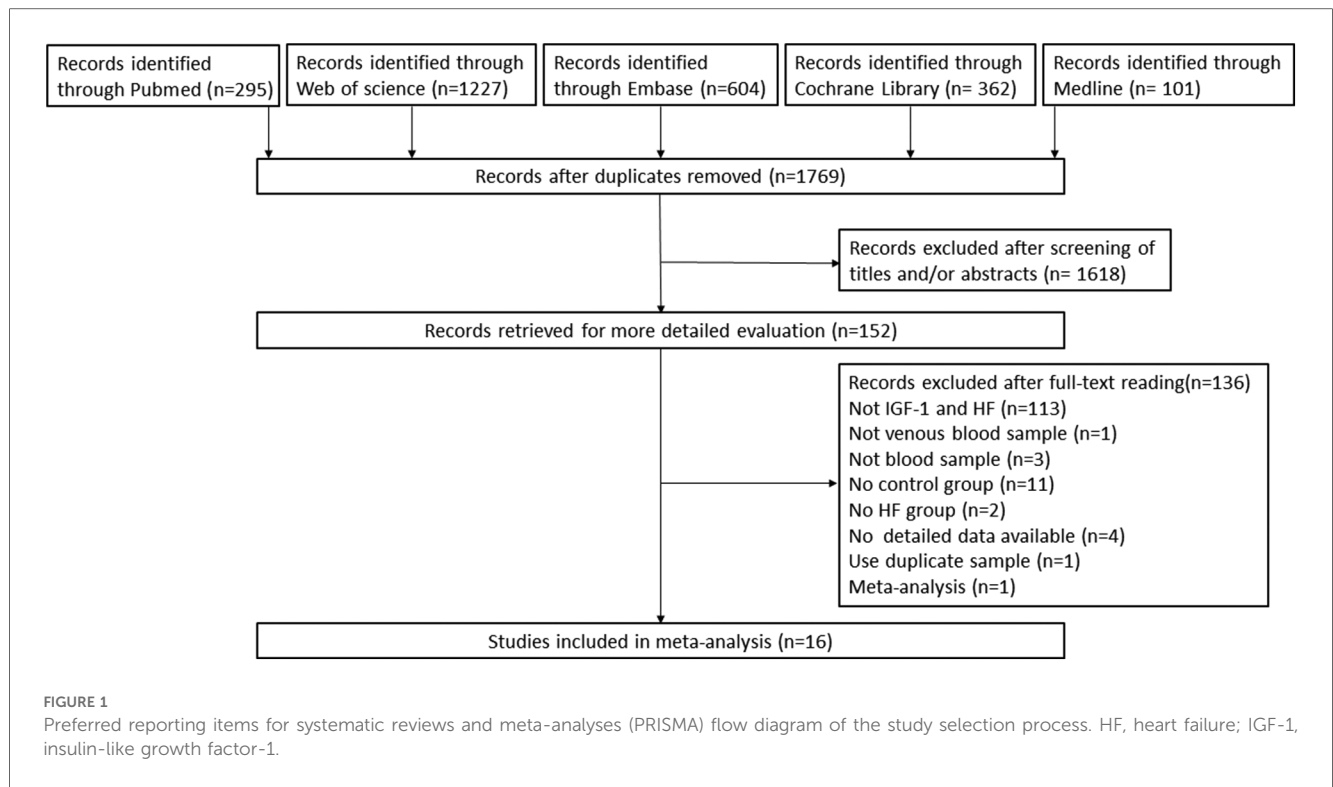 Records identified
through Pubmed (n=295)
Records identified through
Web of science (n=1227)
Records identified
through Embase (n=604)
Records identified through
Cochrane Library (n= 362)
Records identified through
Medline (n= 101)
Records after duplicates removed (n=1769)
Records excluded after screening of
titles and/or abstracts (n= 1618)
Records retrieved for more detailed evaluation (n=152)
Records excluded after full-text reading(n=136)
Not IGF-1 and HF (n=113)
Not venous blood sample (n=1)
Not blood sample (n=3)
No control group (n=11)
No HF group (n=2)
No detailed data available (n=4)
Use duplicate sample (n=1)
Meta-analysis (n=1)
Studies included in meta-analysis (n=16)
FIGURE 1
Preferred reporting items for systematic reviews and meta-analyses (PRISMA) flow diagram of the study selection process. HF, heart failure; IGF-1,
insulin-like growth factor-1.